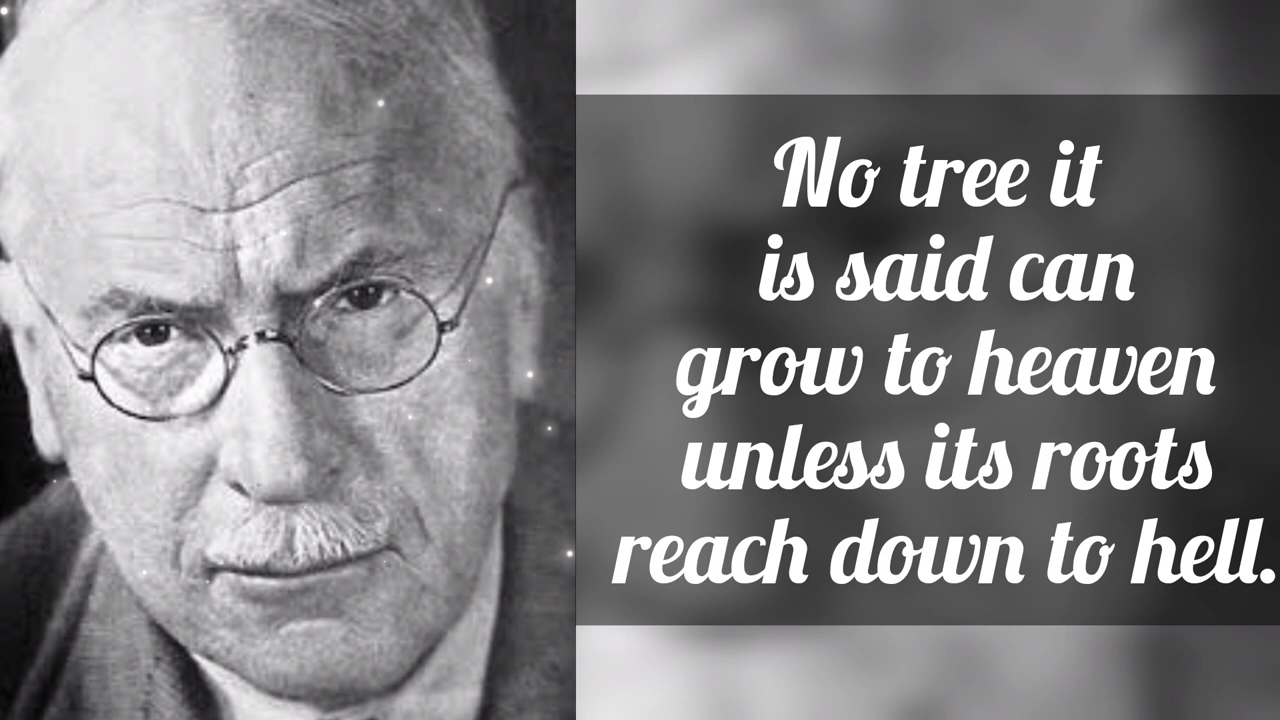 No tree it
is said can
grow to heaven
unless its roots
reach down to hell.